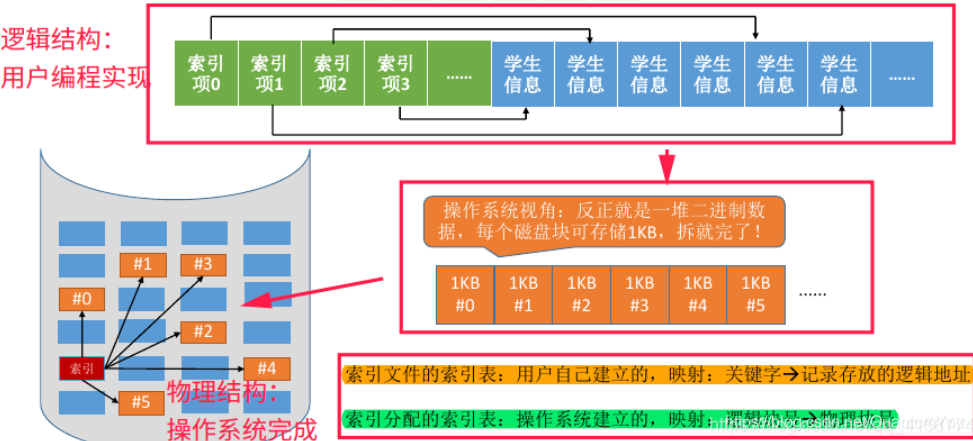 逻辑结构：
用户编程实现
索引项0
索引项1
索引项2
索引项3
……
学生信息
学生信息
学生信息
学生信息
学生信息
学生信息
……
操作系统视角：反正就是一堆二进制数
据，每个磁盘块可存储1KB，拆就完了！
1KB #0
1KB #1
1KB #2
1KB #3
1KB #4
1KB #5
……
#1
#3
#0
#2
索引
#4
#5
物理结构：
操作系统完成
索引文件的索引表：用户自己建立的，映射：关键字→记录存放的逻辑地址
索引分配的索引表：操作系统建立的，映射：逻辑块号→物理块号